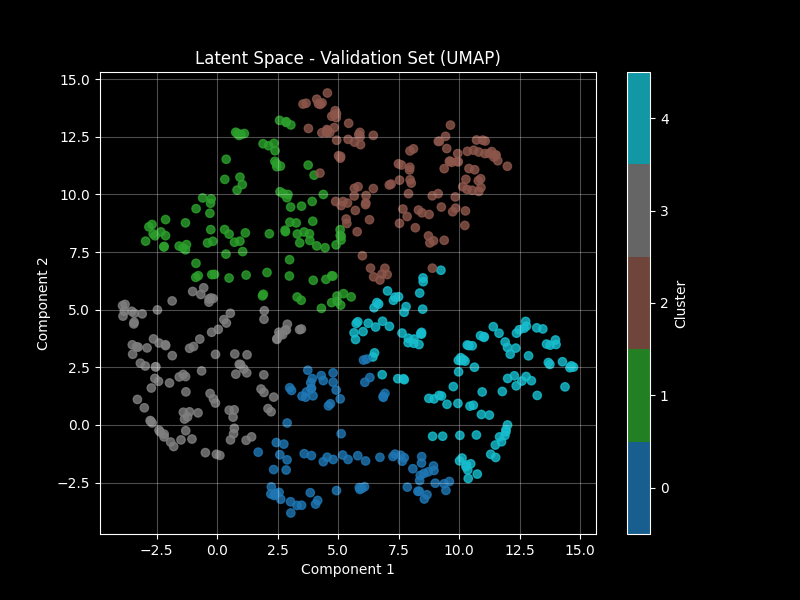 Latent Space - Validation Set (UMAP)
15.0
12.5
10.0
7.5
5.0
2.5
0.0
−2.5
Component 2
−2.5 0.0 2.5 5.0 7.5 10.0 12.5 15.0
Component 1
4
3
2
1
0
Cluster